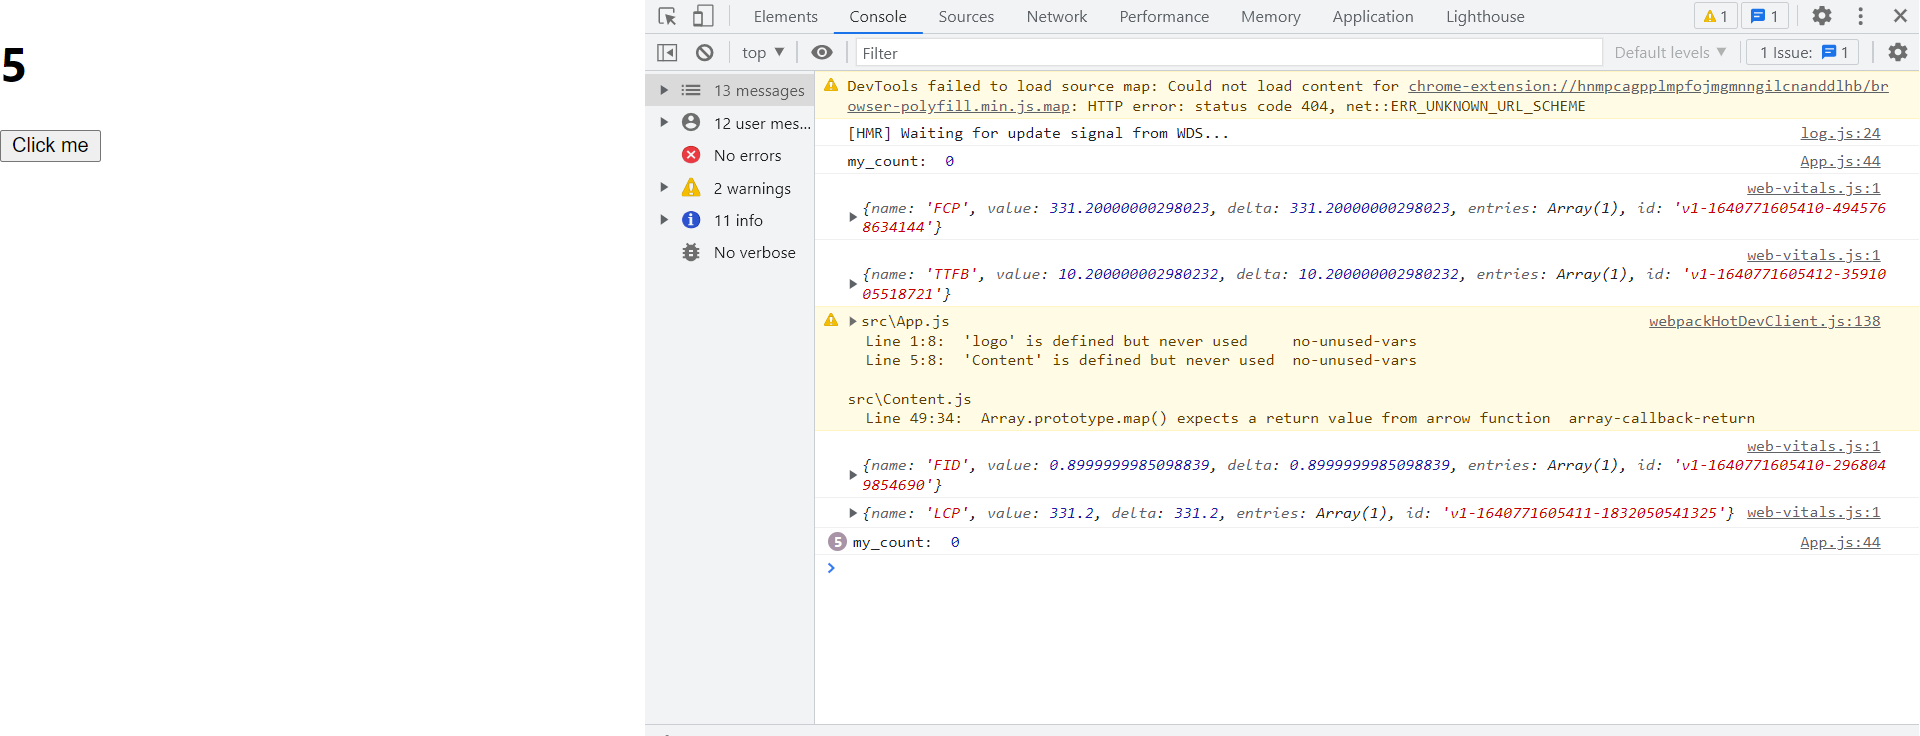 5
Click me
Elements Console Sources Network Performance Memory Application Lighthouse 1 1
top Filter Default levels 1 Issue: 1
13 messages
12 user mes...
No errors
2 warnings
11 info
No verbose
DevTools failed to load source map: Could not load content for chrome-extension://hnmpcagpplmpfojmgmnngilcnanddlhb/br
owser-polyfill.min.js.map: HTTP error: status code 404, net::ERR_UNKNOWN_URL_SCHEME
[HMR] Waiting for update signal from WDS... log.js:24
my_count: 0 App.js:44
web-vitals.js:1
{name: 'FCP', value: 331.20000000298023, delta: 331.20000000298023, entries: Array(1), id: 'v1-1640771605410-494576
8634144'}
web-vitals.js:1
{name: 'TTFB', value: 10.200000002980232, delta: 10.200000002980232, entries: Array(1), id: 'v1-1640771605412-35910
05518721'}
src\App.js webpackHotDevClient.js:138
Line 1:8: 'logo' is defined but never used no-unused-vars
Line 5:8: 'Content' is defined but never used no-unused-vars
src\Content.js
Line 49:34: Array.prototype.map() expects a return value from arrow function array-callback-return
web-vitals.js:1
{name: 'FID', value: 0.8999999985098839, delta: 0.8999999985098839, entries: Array(1), id: 'v1-1640771605410-296804
9854690'}
{name: 'LCP', value: 331.2, delta: 331.2, entries: Array(1), id: 'v1-1640771605411-1832050541325'} web-vitals.js:1
5 my_count: 0 App.js:44